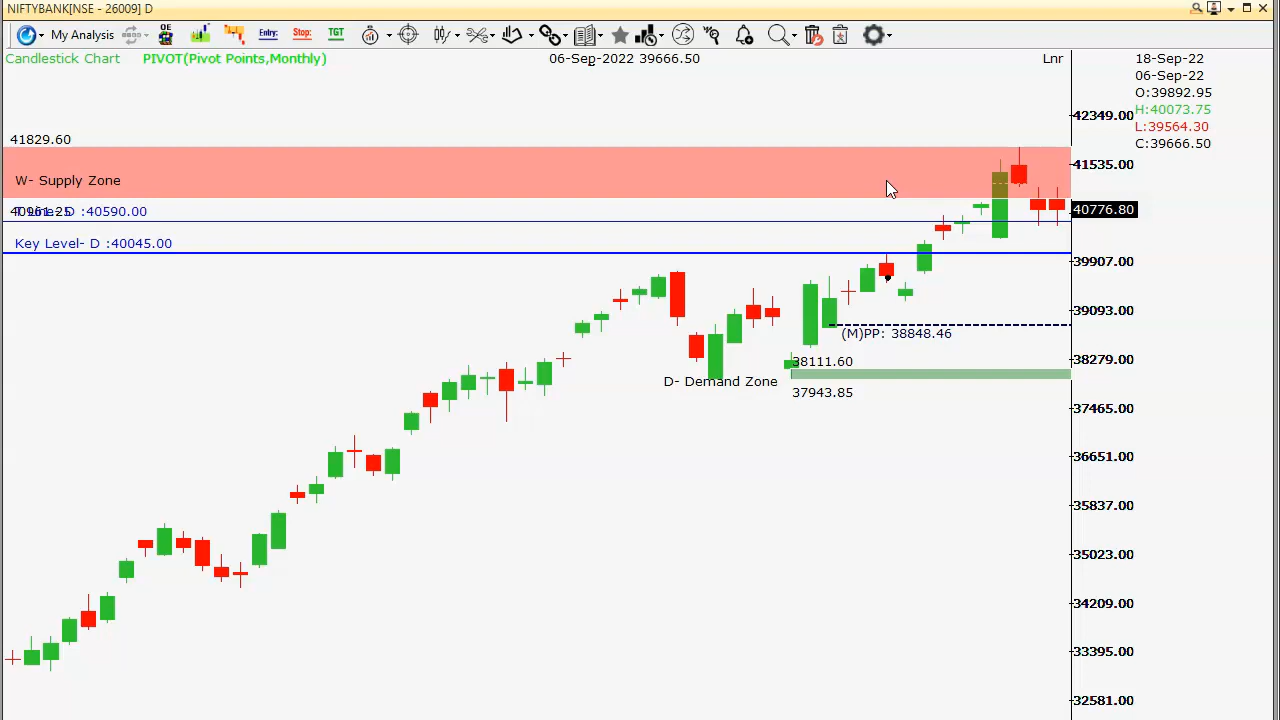 NIFTYBANK[NSE - 26009] D
My Analysis
OE
Entry:
Stop:
TGT
Candlestick Chart
PIVOT(Pivot Points,Monthly)
06-Sep-2022 39666.50
Lnr
18-Sep-22
06-Sep-22
O:39892.95
H:40073.75
L:39564.30
C:39666.50
42349.00
41829.60
41535.00
W- Supply Zone
40961.25
D :40590.00
40776.80
Key Level- D :40045.00
39907.00
39093.00
(M)PP: 38848.46
38279.00
38111.60
D- Demand Zone
37943.85
37465.00
36651.00
35837.00
35023.00
34209.00
33395.00
32581.00